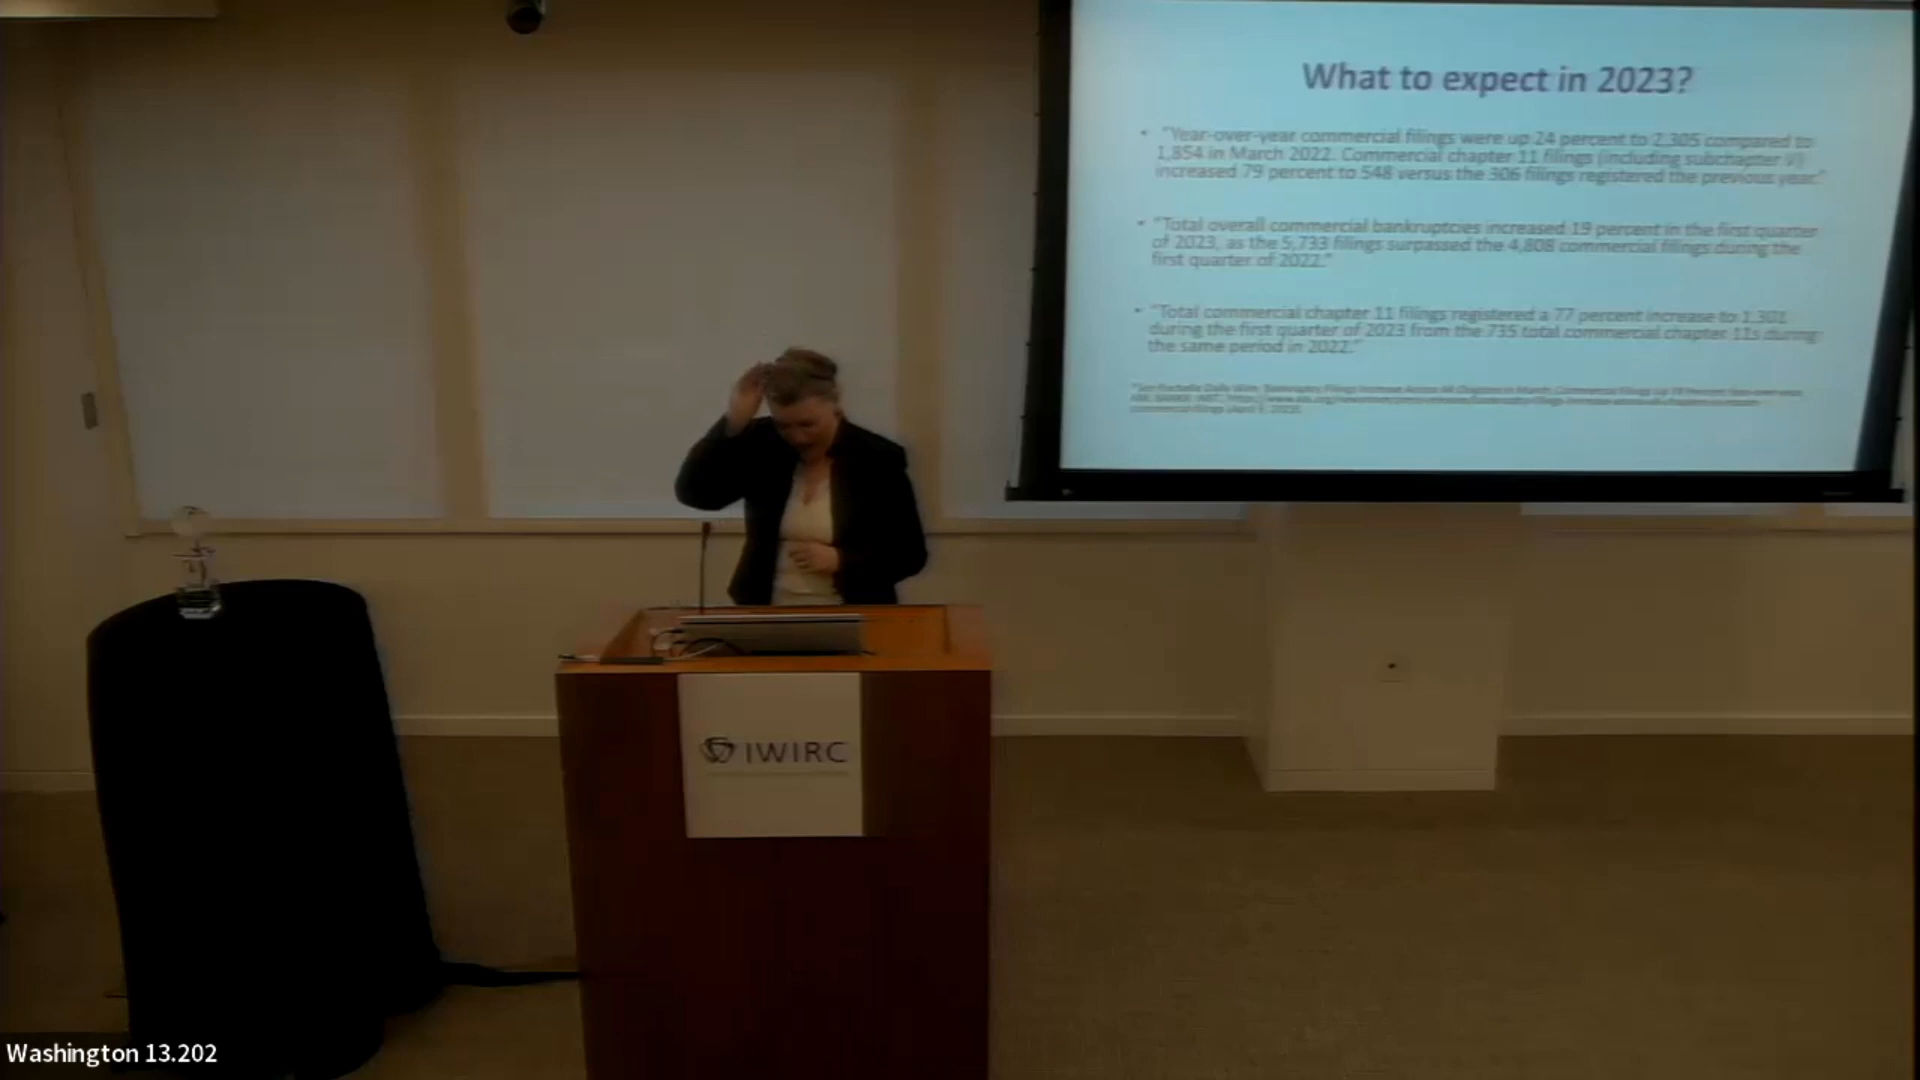 What to expect in 2023?
• "Year-over-year commercial filings were up 24 percent to 2,305 compared to
1,854 in March 2022. Commercial chapter 11 filings (including subchapter V)
increased 79 percent to 548 versus the 306 filings registered the previous year."
• "Total overall commercial bankruptcies increased 19 percent in the first quarter
of 2023, as the 5,733 filings surpassed the 4,808 commercial filings during the
first quarter of 2022."
• "Total commercial chapter 11 filings registered a 77 percent increase to 1,301
during the first quarter of 2023 from the 735 total commercial chapter 11s during
the same period in 2022."
IWIRC
Washington 13.202